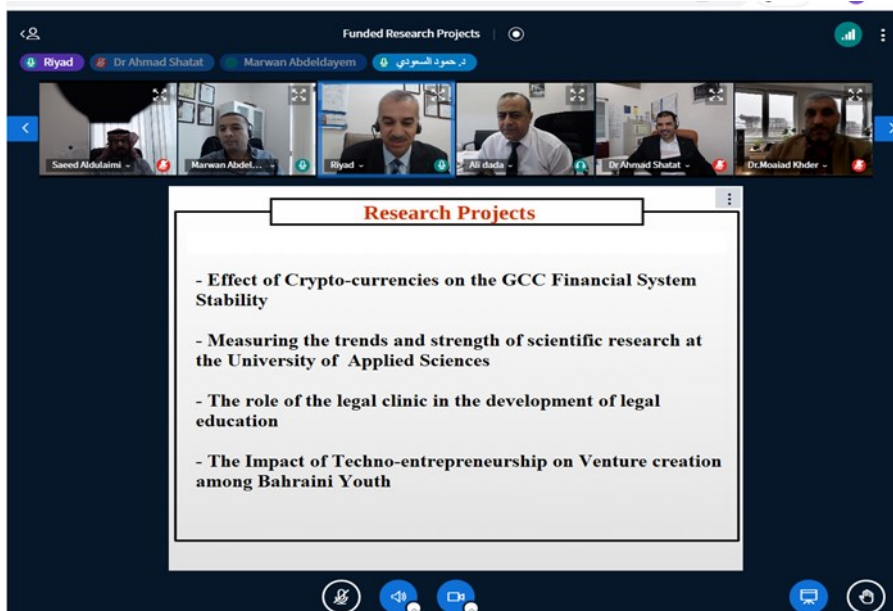 Funded Research Projects
Riyad
Dr Ahmad Shatat
Marwan Abdeldayem
د. حمود السعودي
Saeed Aldulaimi
Marwan Abdel...
Riyad
Ali dada
Dr Ahmad Shatat
Dr.Moaiad Khder
Research Projects
- Effect of Crypto-currencies on the GCC Financial System
Stability
- Measuring the trends and strength of scientific research at
the University of Applied Sciences
- The role of the legal clinic in the development of legal
education
- The Impact of Techno-entrepreneurship on Venture creation
among Bahraini Youth